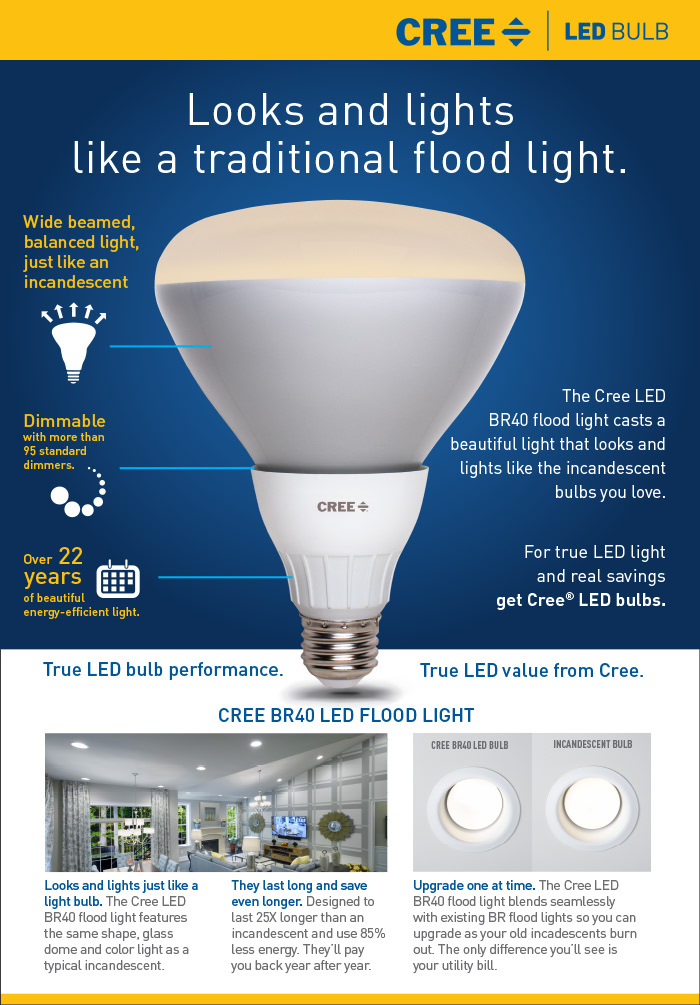 CREE
LED BULB
Looks and lights
like a traditional flood light.
Wide beamed,
balanced light,
just like an
incandescent
Dimmable
with more than
95 standard
dimmers.
Over 22
years
of beautiful
energy-efficient light.
The Cree LED
BR40 flood light casts a
beautiful light that looks and
lights like the incandescent
bulbs you love.
For true LED light
and real savings
get Cree® LED bulbs.
CREE
True LED bulb performance.
True LED value from Cree.
CREE BR40 LED FLOOD LIGHT
CREE BR40 LED BULB
INCANDESCENT BULB
Looks and lights just like a
light bulb. The Cree LED
BR40 flood light features
the same shape, glass
dome and color light as a
typical incandescent.
They last long and save
even longer. Designed to
last 25X longer than an
incandescent and use 85%
less energy. They'll pay
you back year after year.
Upgrade one at time. The Cree LED
BR40 flood light blends seamlessly
with existing BR flood lights so you can
upgrade as your old incadescents burn
out. The only difference you'll see is
your utility bill.